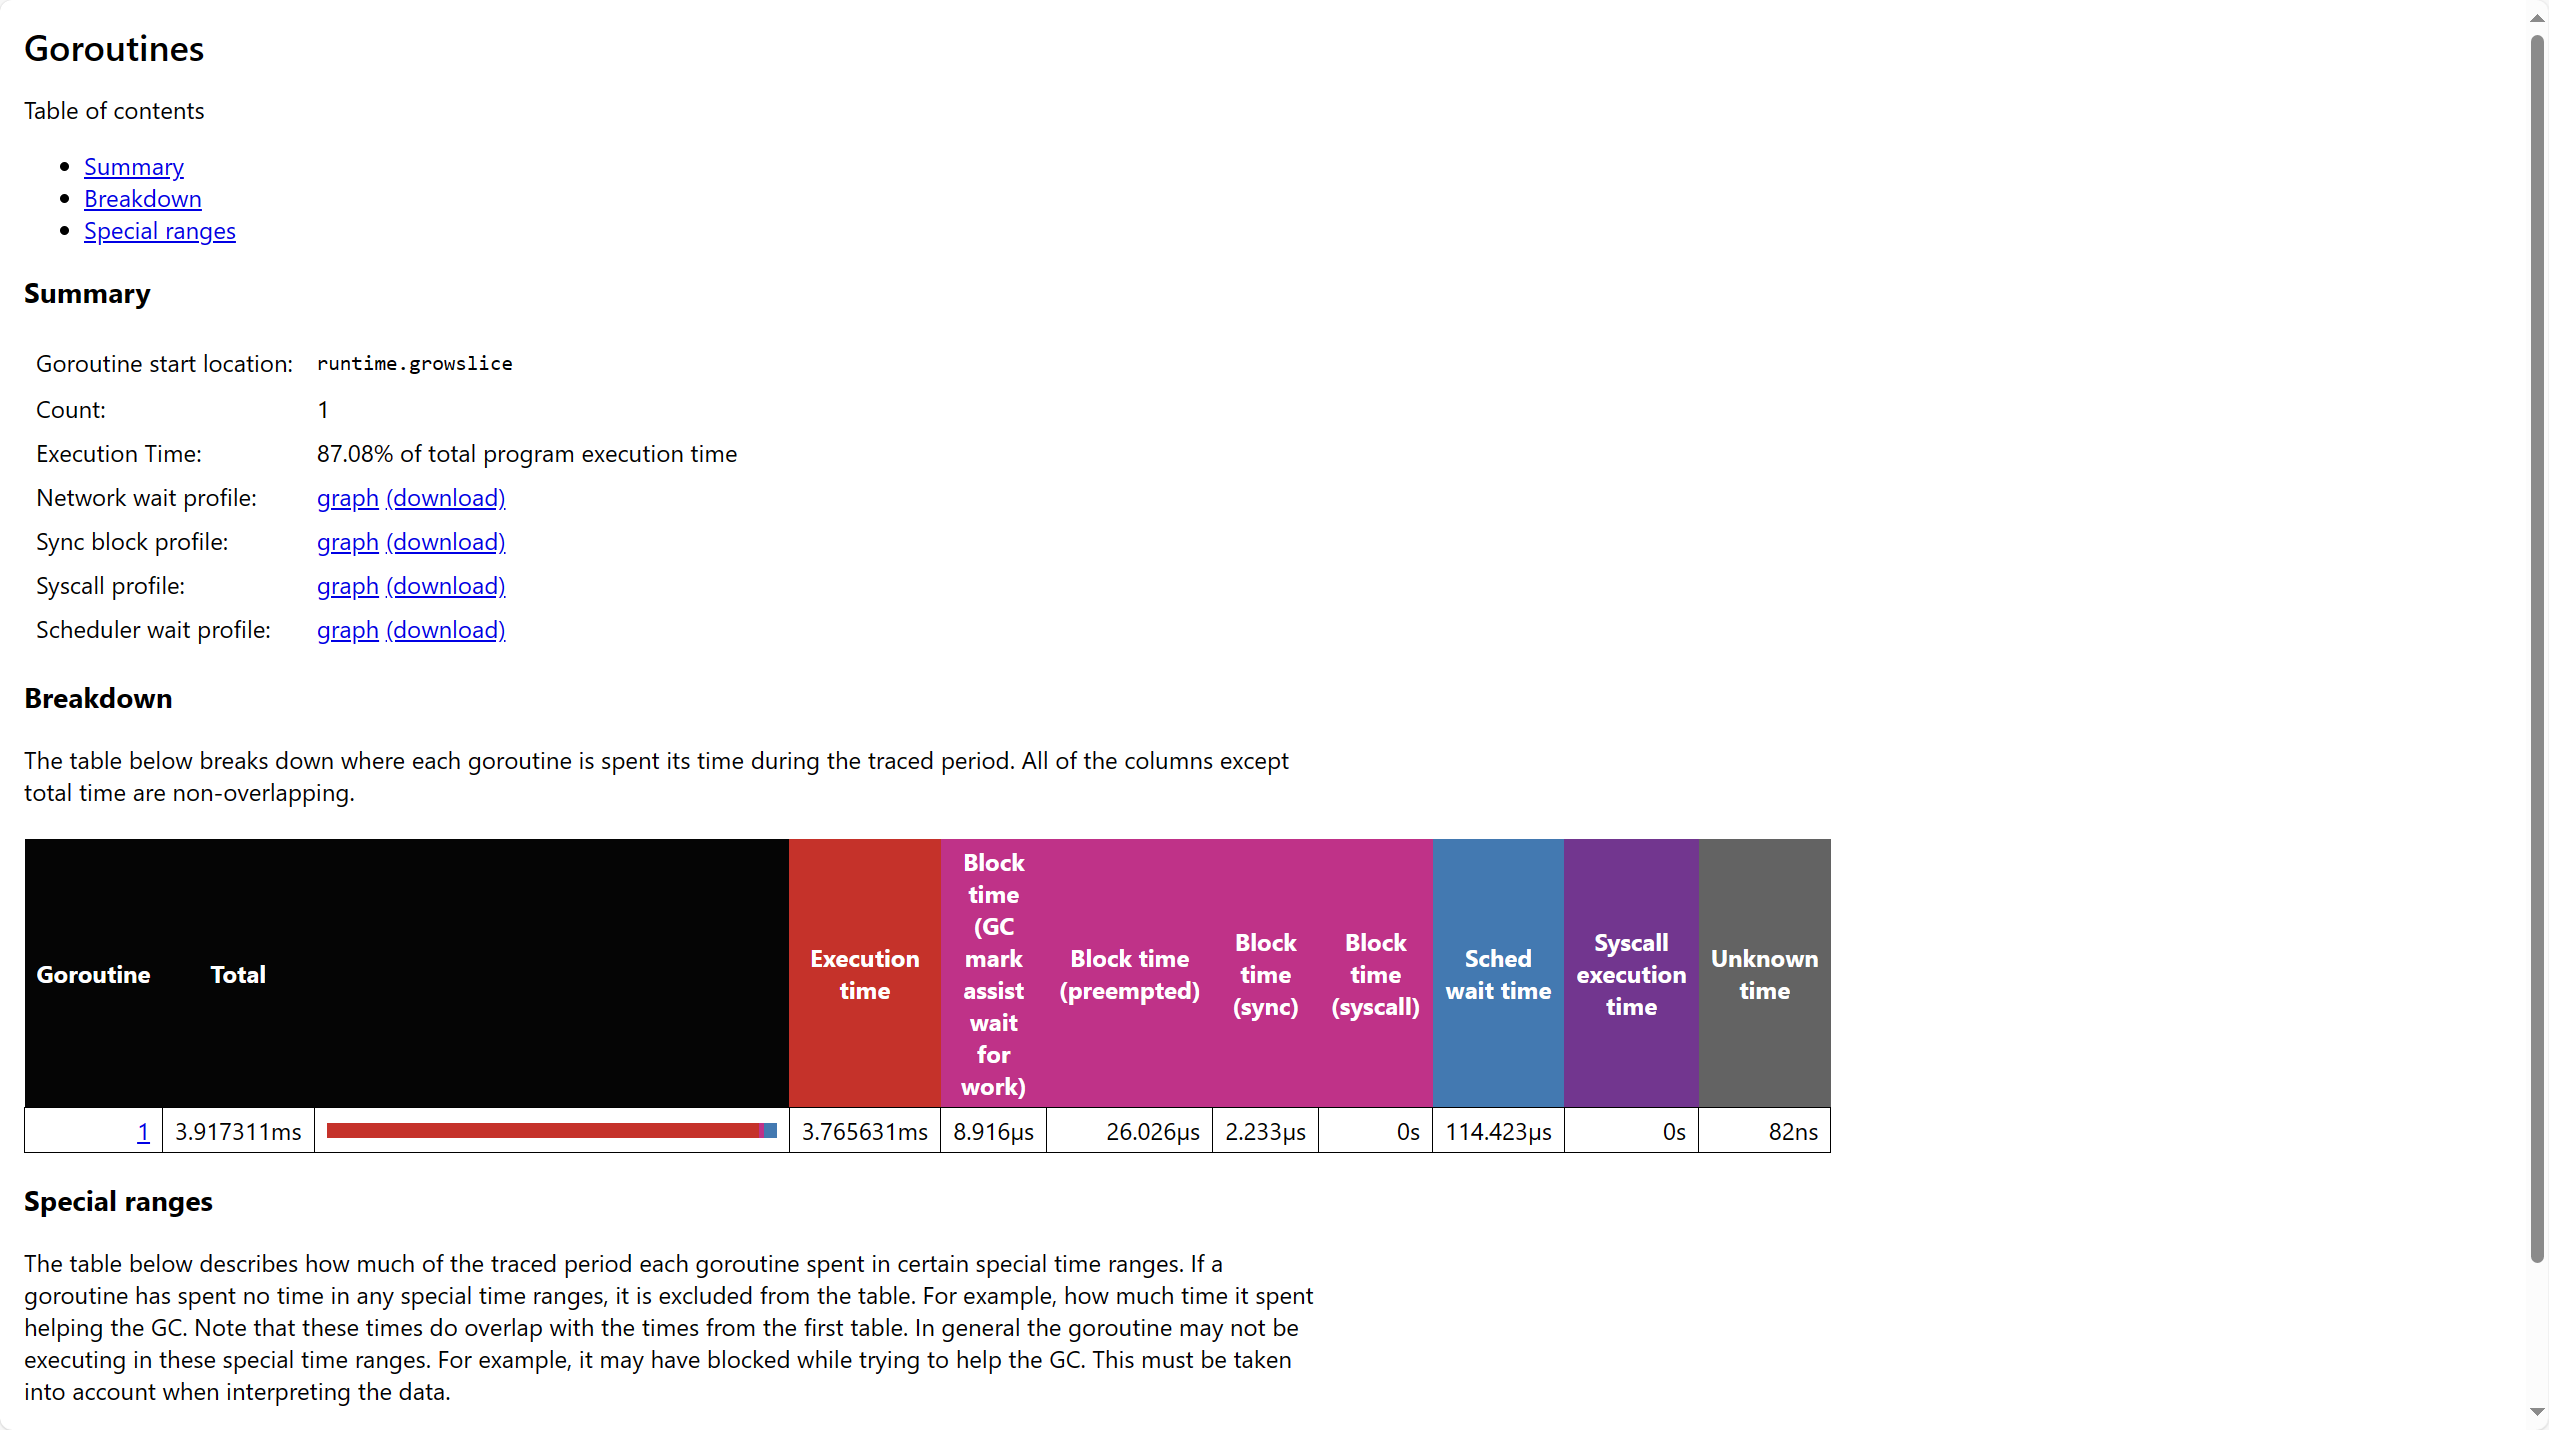 Goroutines
Table of contents
Summary
Breakdown
Special ranges
Summary
Goroutine start location: runtime.growslice
Count: 1
Execution Time: 87.08% of total program execution time
Network wait profile: graph (download)
Sync block profile: graph (download)
Syscall profile: graph (download)
Scheduler wait profile: graph (download)
Breakdown
The table below breaks down where each goroutine is spent its time during the traced period. All of the columns except
total time are non-overlapping.
Goroutine
Total
Execution
time
Block
time
(GC
mark
assist
wait
for
work)
Block time
(preempted)
Block
time
(sync)
Block
time
(syscall)
Sched
wait time
Syscall
execution
time
Unknown
time
1 3.917311ms 3.765631ms 8.916µs 26.026µs 2.233µs 0s 114.423µs 0s 82ns
Special ranges
The table below describes how much of the traced period each goroutine spent in certain special time ranges. If a
goroutine has spent no time in any special time ranges, it is excluded from the table. For example, how much time it spent
helping the GC. Note that these times do overlap with the times from the first table. In general the goroutine may not be
executing in these special time ranges. For example, it may have blocked while trying to help the GC. This must be taken
into account when interpreting the data.